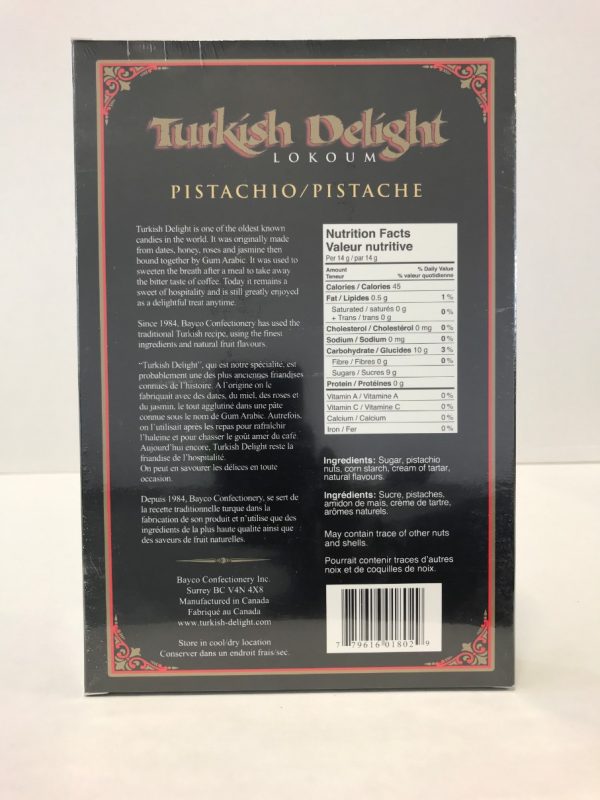 Turkish Delight
LOKOUM
PISTACHIO/PISTACHE
Turkish Delight is one of the oldest known
candies in the world. It was originally made
from dates, honey, roses and jasmine then
bound together by Gum Arabic. It was used to
sweeten the breath after a meal to take away
the bitter taste of coffee. Today it remains a
sweet of hospitality and is still greatly enjoyed
as a delightful treat anytime.
Since 1984, Bayco Confectionery has used the
traditional Turkish recipe, using the finest
ingredients and natural fruit flavours.
"Turkish Delight", qui est notre spécialité, est
probablement une des plus anciennes friandises
connues de l'histoire. A l'origine on le
fabriquait avec des dates, du miel, des roses et
du jasmin, le tout agglutiné dans une pâte
connue sous le nom de Gum Arabic. Autrefois,
on l'utilisait après les repas pour rafraîchir
l'haleine et pour chasser le goût amer du café.
Aujourd'hui encore, Turkish Delight reste la
friandise de l'hospitalité.
On peut en savourer les délices en toute
occasion.
Depuis 1984, Bayco Confectionery, se sert de
la recette traditionnelle turque dans la
fabrication de son produit et n'utilise que des
ingrédients de la plus haute qualité ainsi que
des saveurs de fruit naturelles.
Bayco Confectionery Inc.
Surrey BC V4N 4X8
Manufactured in Canada
Fabriqué au Canada
www.turkish-delight.com
Store in cool/dry location
Conserver dans un endroit frais/sec.
Nutrition Facts
Valeur nutritive
Per 14 g / par 14 g
Amount % Daily Value
Teneur % valeur quotidienne
Calories / Calories 45
Fat / Lipides 0.5 g 1 %
Saturated / saturés 0 g
+ Trans / trans 0 g 0 %
Cholesterol / Cholestérol 0 mg 0 %
Sodium / Sodium 0 mg 0 %
Carbohydrate / Glucides 10 g 3 %
Fibre / Fibres 0 g 0 %
Sugars / Sucres 9 g
Protein / Protéines 0 g
Vitamin A / Vitamine A 0 %
Vitamin C / Vitamine C 0 %
Calcium / Calcium 0 %
Iron / Fer 0 %
Ingredients: Sugar, pistachio
nuts, corn starch, cream of tartar,
natural flavours.
Ingrédients: Sucre, pistaches,
amidon de maïs, crème de tartre,
arômes naturels.
May contain trace of other nuts
and shells.
Pourrait contenir traces d'autres
noix et de coquilles de noix.
7 79616 01802 9